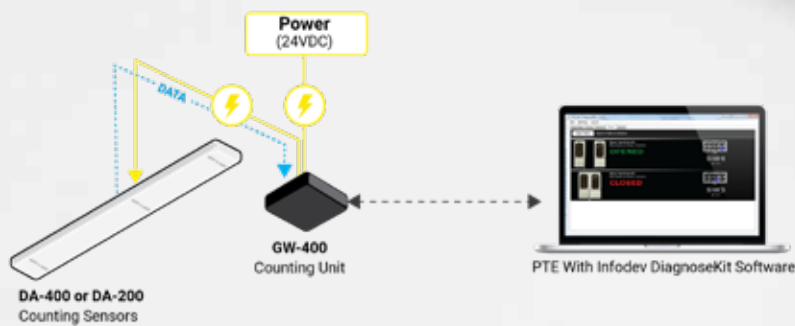 Power
(24VDC)
DATA
OPENED
CLOSED
GW-400
Counting Unit
PTE With Infodev DiagnoseKit Software
DA-400 or DA-200
Counting Sensors